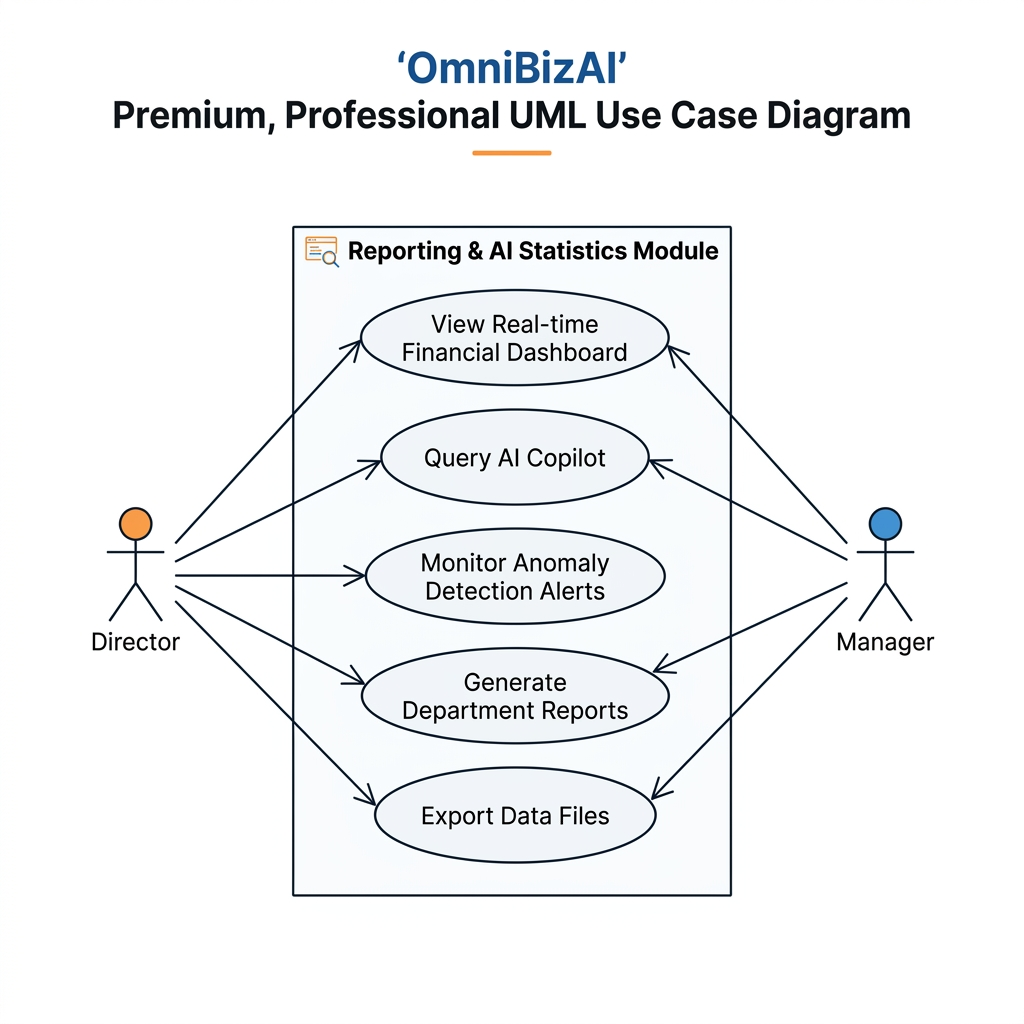 ‘OmniBizAI’
Premium, Professional UML Use Case Diagram
Reporting & AI Statistics Module
View Real-time
Financial Dashboard
Query AI Copilot
Monitor Anomaly
Detection Alerts
Director
Manager
Generate
Department Reports
Export Data Files